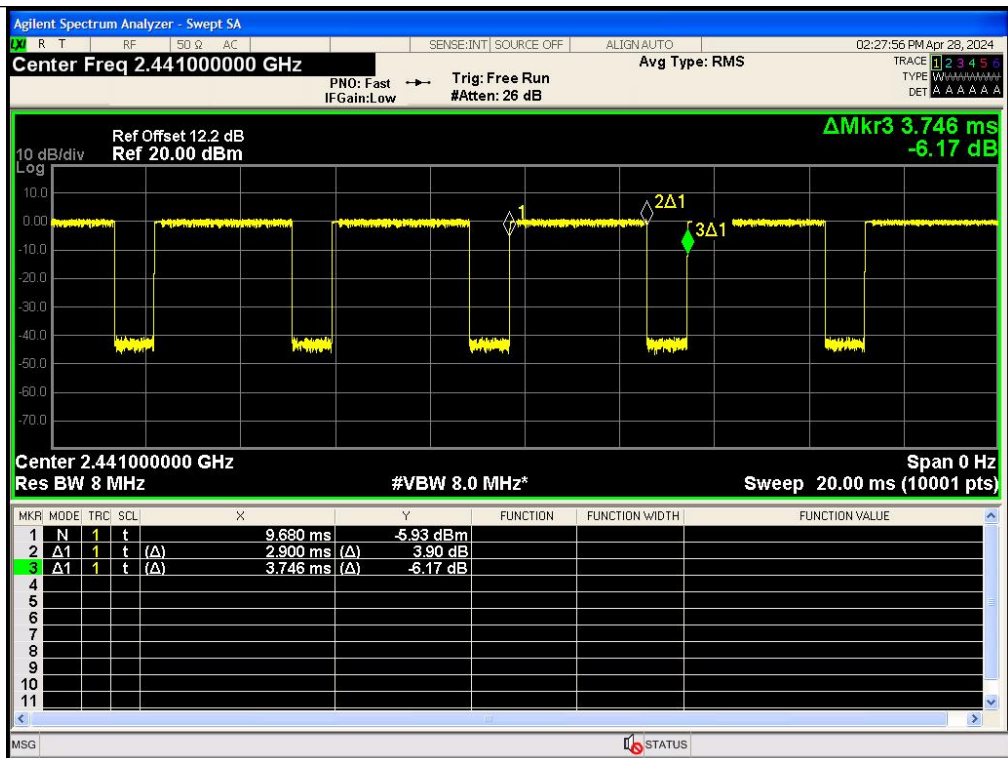 Agilent Spectrum Analyzer - Swept SA
LXI R T RF 50 Ω AC SENSE:INT SOURCE OFF ALIGN AUTO 02:27:56 PM Apr 28, 2024
Center Freq 2.441000000 GHz Avg Type: RMS TRACE 1 2 3 4 5 6
PNO: Fast Trig: Free Run TYPE W
IFGain:Low #Atten: 26 dB DET A A A A A A
ΔMkr3 3.746 ms
-6.17 dB
Ref Offset 12.2 dB
10 dB/div Ref 20.00 dBm
Log
10.0
0.00
-10.0
-20.0
-30.0
-40.0
-50.0
-60.0
-70.0
1
2Δ1
3Δ1
Center 2.441000000 GHz Span 0 Hz
Res BW 8 MHz #VBW 8.0 MHz* Sweep 20.00 ms (10001 pts)
MKR MODE TRC SCL X Y FUNCTION FUNCTION WIDTH FUNCTION VALUE
1 N 1 t 9.680 ms -5.93 dBm
2 Δ1 1 t (Δ) 2.900 ms (Δ) 3.90 dB
3 Δ1 1 t (Δ) 3.746 ms (Δ) -6.17 dB
4
5
6
7
8
9
10
11
MSG STATUS